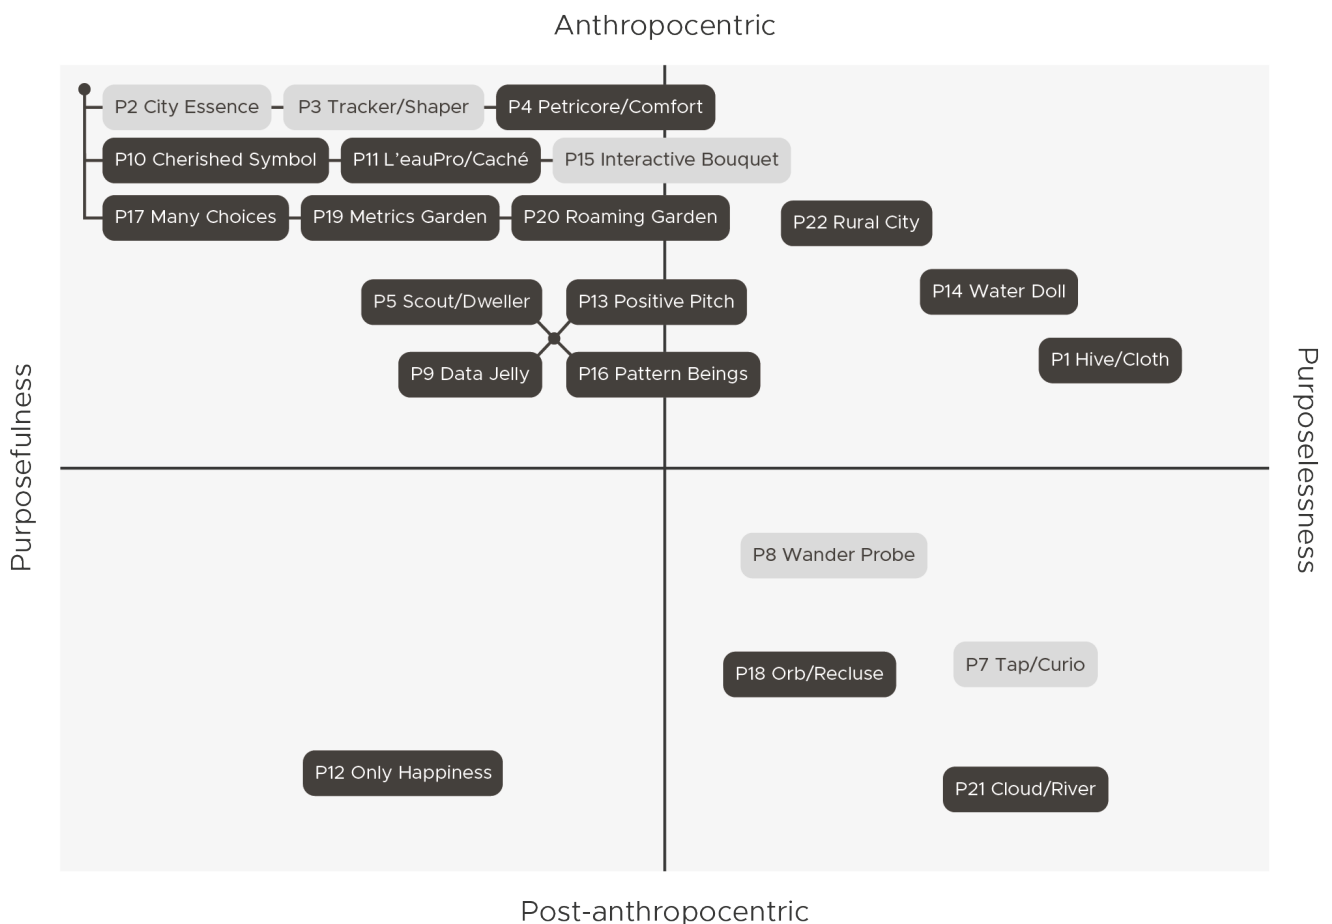 Anthropocentric
P2 City Essence
P3 Tracker/Shaper
P4 Petricore/Comfort
P10 Cherished Symbol
P11 L’eauPro/Caché
P15 Interactive Bouquet
P17 Many Choices
P19 Metrics Garden
P20 Roaming Garden
P22 Rural City
P14 Water Doll
P5 Scout/Dweller
P13 Positive Pitch
P1 Hive/Cloth
P9 Data Jelly
P16 Pattern Beings
Purposefulness
Purposelessness
P8 Wander Probe
P7 Tap/Curio
P18 Orb/Recluse
P12 Only Happiness
P21 Cloud/River
Post-anthropocentric